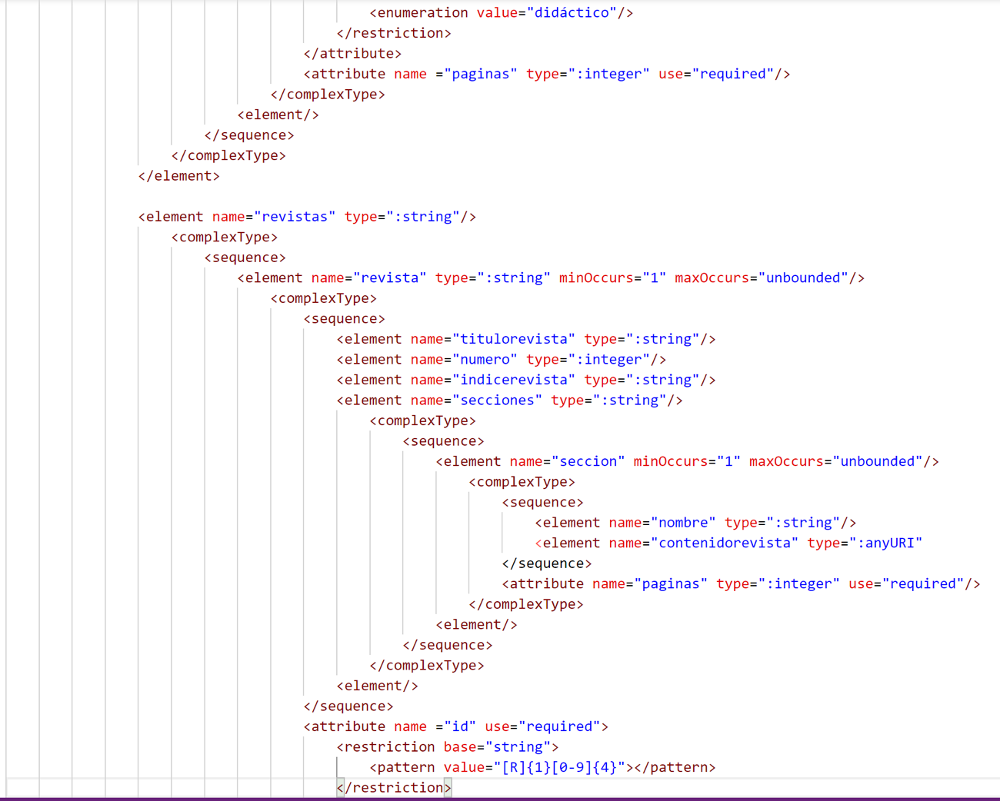 <enumeration value="didáctico"/>
</restriction>
</attribute>
<attribute name ="paginas" type=":integer" use="required"/>
</complexType>
<element/>
</sequence>
</complexType>
</element>
<element name="revistas" type=":string"/>
<complexType>
<sequence>
<element name="revista" type=":string" minOccurs="1" maxOccurs="unbounded"/>
<complexType>
<sequence>
<element name="titulorevista" type=":string"/>
<element name="numero" type=":integer"/>
<element name="indicerevista" type=":string"/>
<element name="secciones" type=":string"/>
<complexType>
<sequence>
<element name="seccion" minOccurs="1" maxOccurs="unbounded"/>
<complexType>
<sequence>
<element name="nombre" type=":string"/>
<element name="contenidorevista" type=":anyURI"
</sequence>
<attribute name="paginas" type=":integer" use="required"/>
</complexType>
<element/>
</sequence>
</complexType>
<element/>
</sequence>
<attribute name ="id" use="required">
<restriction base="string">
<pattern value="[R]{1}[0-9]{4}"></pattern>
</restriction>